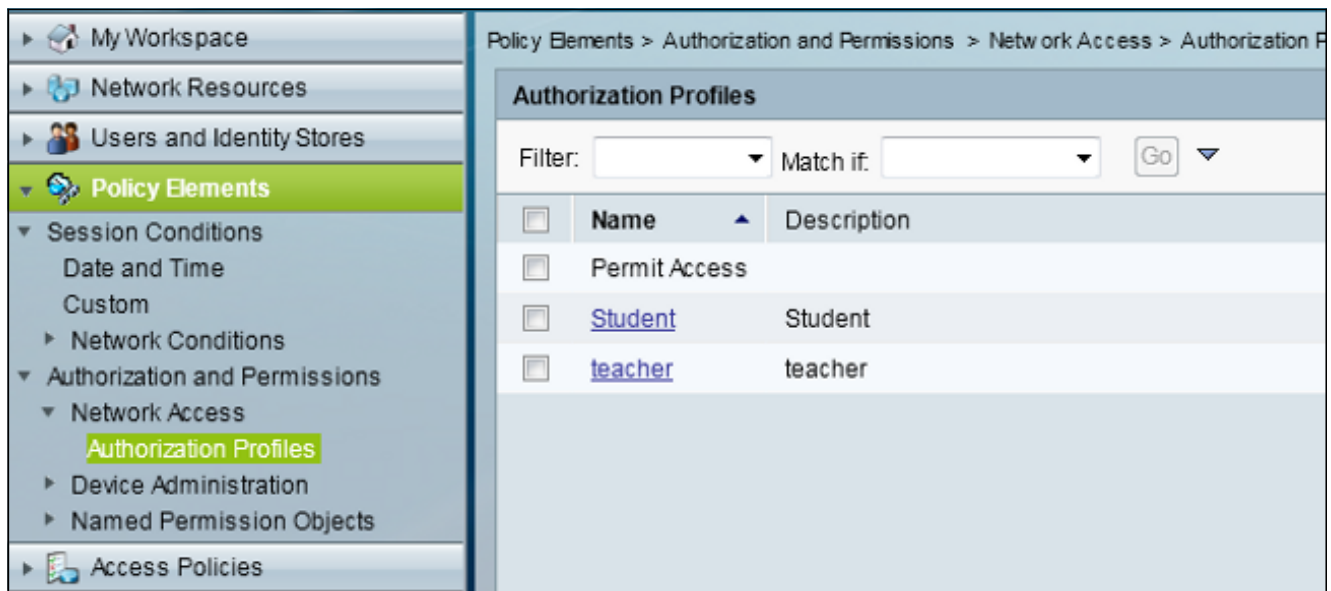 My Workspace
Network Resources
Users and Identity Stores
Policy Elements
Session Conditions
Date and Time
Custom
Network Conditions
Authorization and Permissions
Network Access
Authorization Profiles
Device Administration
Named Permission Objects
Access Policies
Policy Elements > Authorization and Permissions > Network Access > Authorization P
Authorization Profiles
Filter: Match if: Go
Name Description
Permit Access
Student Student
teacher teacher